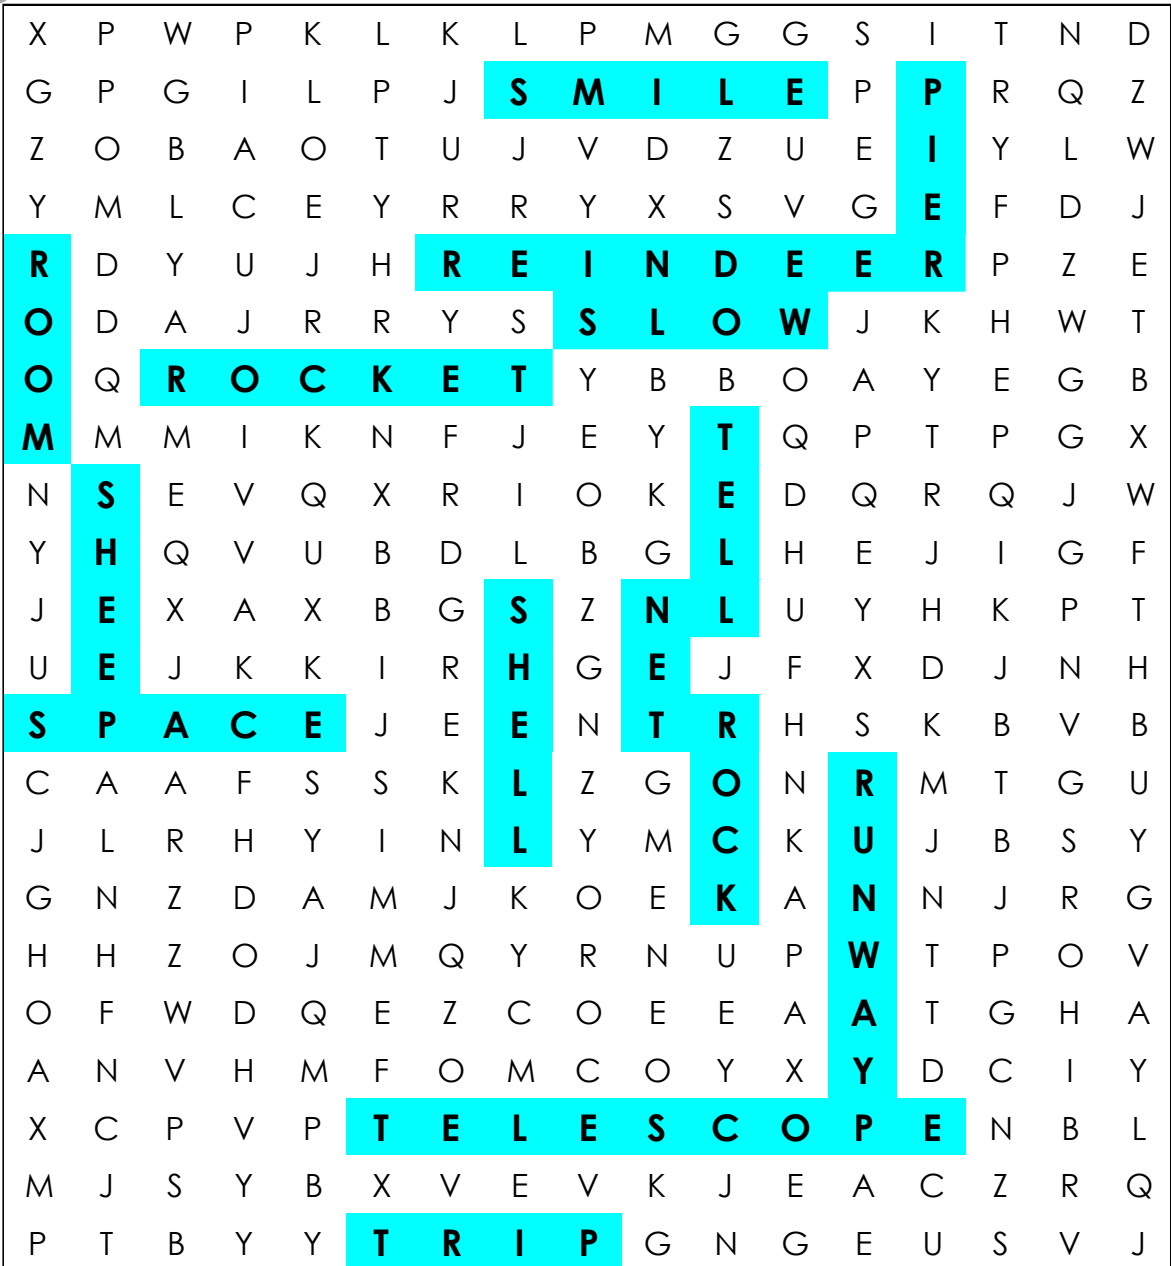 X P W P K L K L P M G G S I T N D
G P G I L P J S M I L E P P R Q Z
Z O B A O T U J V D Z U E I Y L W
Y M L C E Y R R Y X S V G E F D J
R D Y U J H R E I N D E E R P Z E
O D A J R R Y S S L O W J K H W T
O Q R O C K E T Y B B O A Y E G B
M M M I K N F J E Y T Q P T P G X
N S E V Q X R I O K E D Q R Q J W
Y H Q V U B D L B G L H E J I G F
J E X A X B G S Z N L U Y H K P T
U E J K K I R H G E J F X D J N H
S P A C E J E E N T R H S K B V B
C A A F S S K L Z G O N R M T G U
J L R H Y I N L Y M C K U J B S Y
G N Z D A M J K O E K A N N J R G
H H Z O J M Q Y R N U P W T P O V
O F W D Q E Z C O E E A A T G H A
A N V H M F O M C O Y X Y D C I Y
X C P V P T E L E S C O P E N B L
M J S Y B X V E V K J E A C Z R Q
P T B Y Y T R I P G N G E U S V J